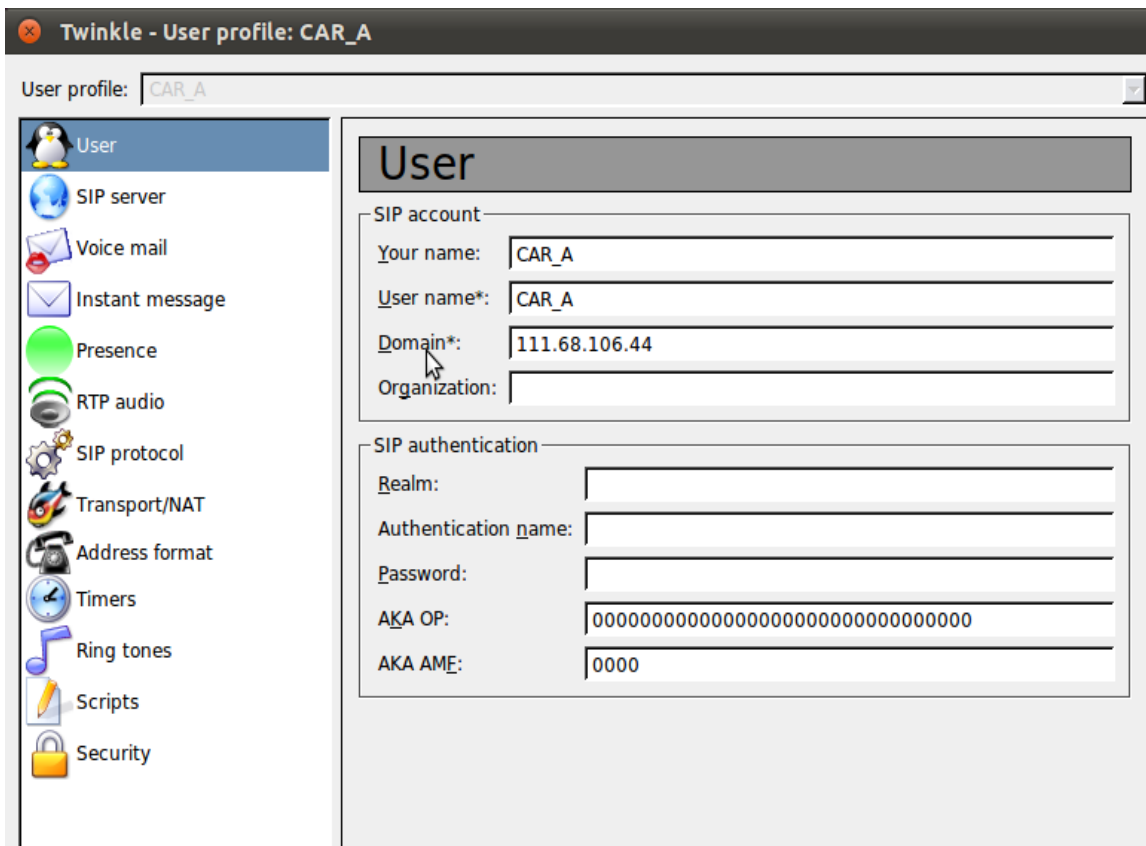 Twinkle - User profile: CAR_A
User profile: CAR_A
User
SIP server
Voice mail
Instant message
Presence
RTP audio
SIP protocol
Transport/NAT
Address format
Timers
Ring tones
Scripts
Security
User
SIP account
Your name: CAR_A
User name*: CAR_A
Domain*: 111.68.106.44
Organization:
SIP authentication
Realm:
Authentication name:
Password:
AKA OP: 00000000000000000000000000000000
AKA AMF: 0000